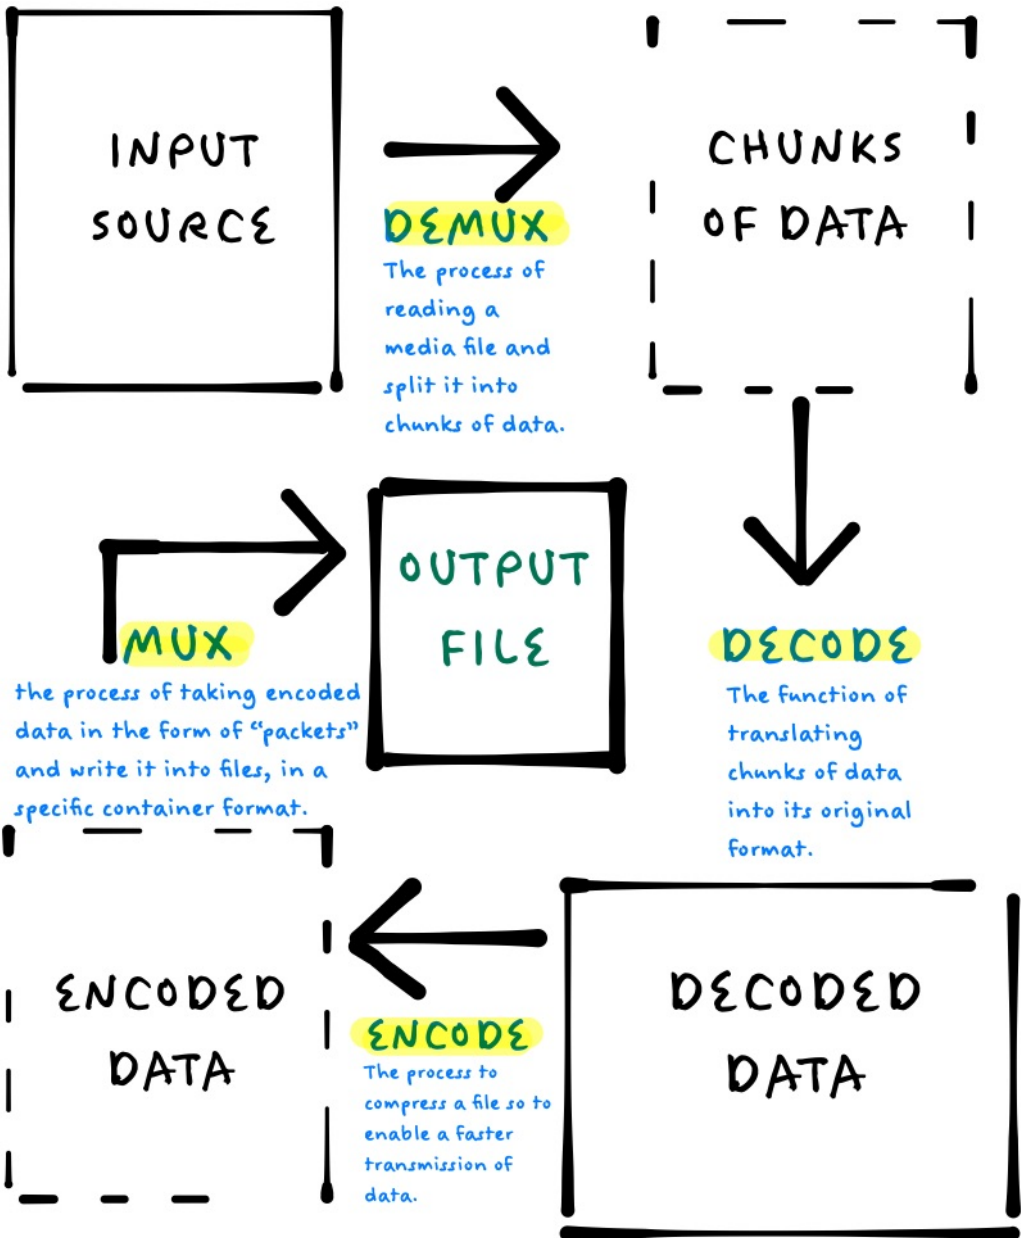 INPUT
SOURCE
DEMUX
The process of
reading a
media file and
split it into
chunks of data.
CHUNKS
OF DATA
DECODE
The function of
translating
chunks of data
into its original
format.
DECODED
DATA
ENCODE
The process to
compress a file so to
enable a faster
transmission of
data.
ENCODED
DATA
MUX
the process of taking encoded
data in the form of “packets”
and write it into files, in a
specific container format.
OUTPUT
FILE